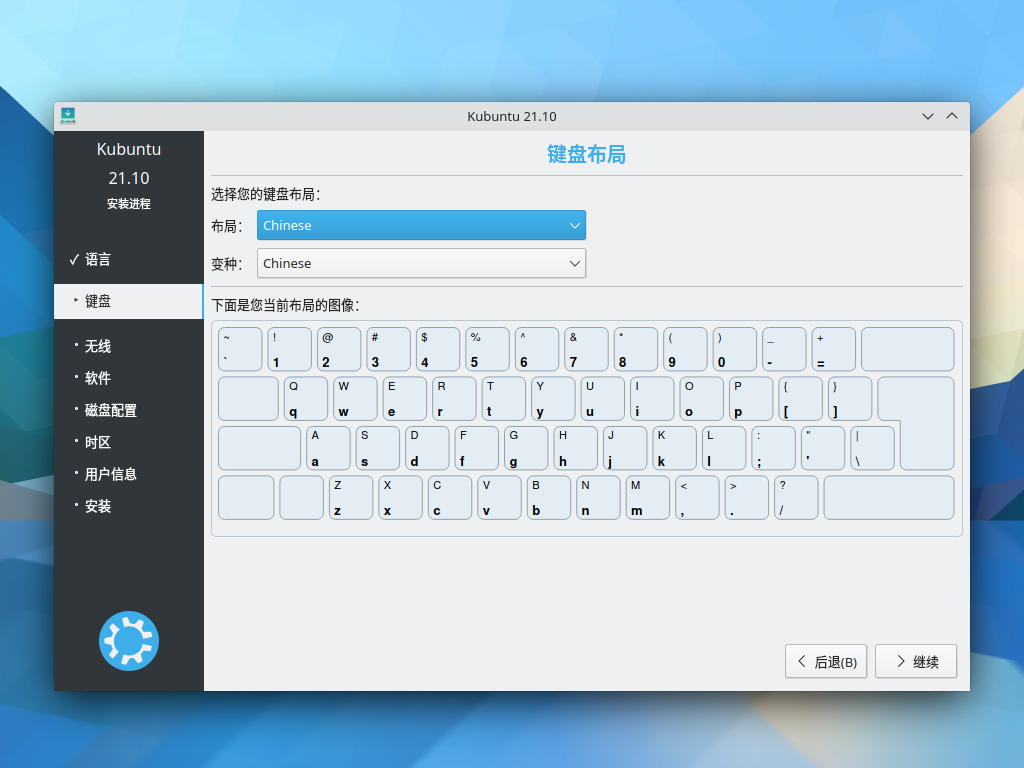 Kubuntu 21.10
Kubuntu
21.10
安装进程
✓ 语言
‣ 键盘
· 无线
· 软件
· 磁盘配置
· 时区
· 用户信息
· 安装
键盘布局
选择您的键盘布局：
布局： Chinese
变种： Chinese
下面是您当前布局的图像：
~ ! @ # $ % ^ & * ( ) _ +
` 1 2 3 4 5 6 7 8 9 0 - =
Q W E R T Y U I O P { }
q w e r t y u i o p [ ]
A S D F G H J K L : " |
a s d f g h j k l ; ' \
Z X C V B N M < > ?
z x c v b n m , . /
后退(B) 继续